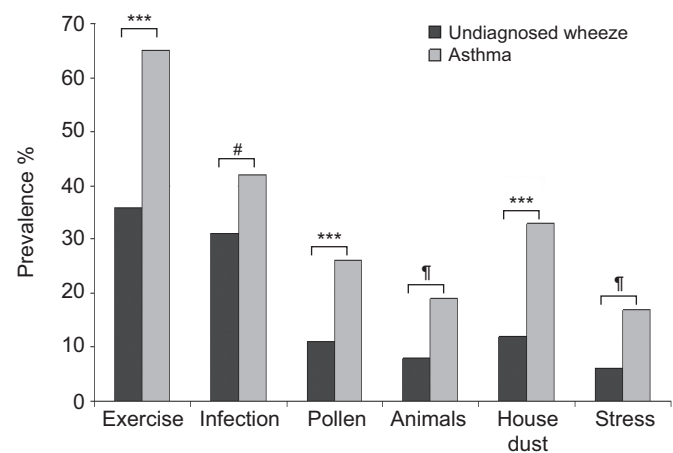 Prevalence %
70
60
50
40
30
20
10
0
Undiagnosed wheeze
Asthma
***
#
***
¶
***
¶
Exercise
Infection
Pollen
Animals
House
dust
Stress